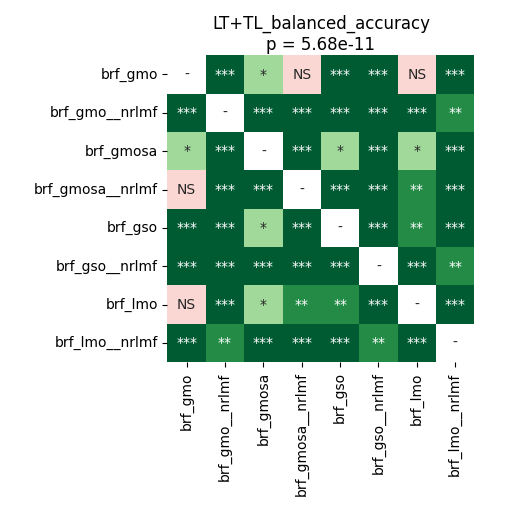 LT+TL_balanced_accuracy
p = 5.68e-11
brf_gmo - *** * NS *** *** NS ***
brf_gmo__nrlmf *** - *** *** *** *** *** **
brf_gmosa * *** - *** * *** * ***
brf_gmosa__nrlmf NS *** *** - *** *** ** ***
brf_gso *** *** * *** - *** ** ***
brf_gso__nrlmf *** *** *** *** *** - *** **
brf_lmo NS *** * ** ** *** - ***
brf_lmo__nrlmf *** ** *** *** *** ** *** -
brf_gmo
brf_gmo__nrlmf
brf_gmosa
brf_gmosa__nrlmf
brf_gso
brf_gso__nrlmf
brf_lmo
brf_lmo__nrlmf